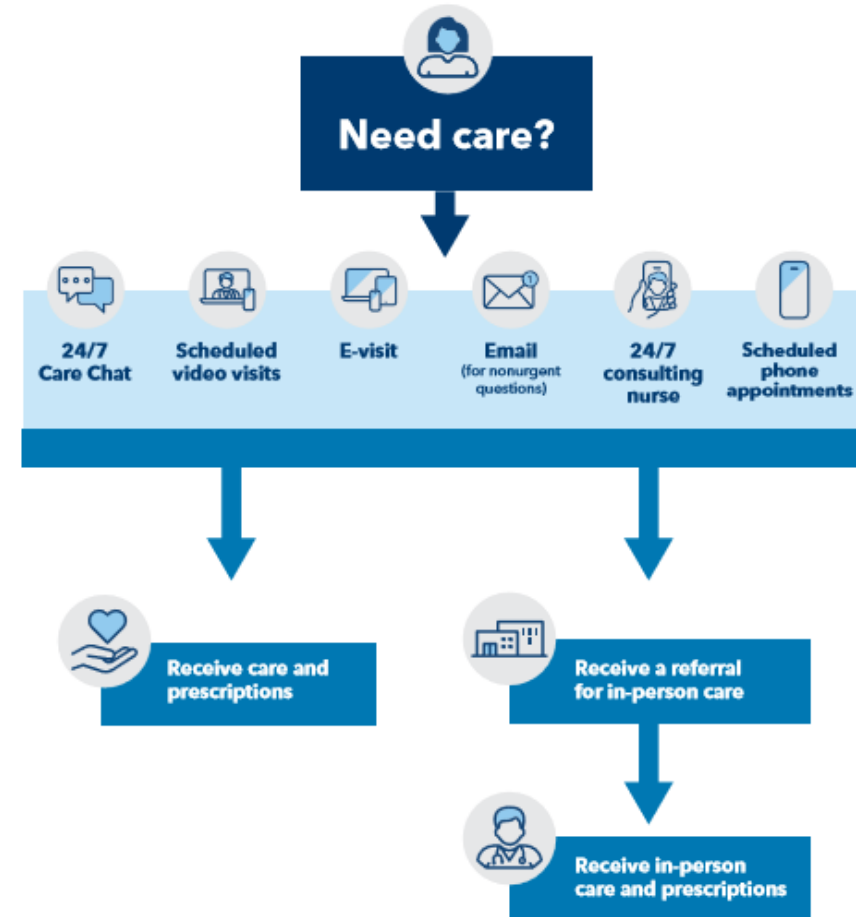 Need care?
24/7
Care Chat
Scheduled
video visits
E-visit
Email
(for nonurgent
questions)
24/7
consulting
nurse
Scheduled
phone
appointments
1
Receive care and
prescriptions
Receive a referral
for in-person care
Receive in-person
care and prescriptions